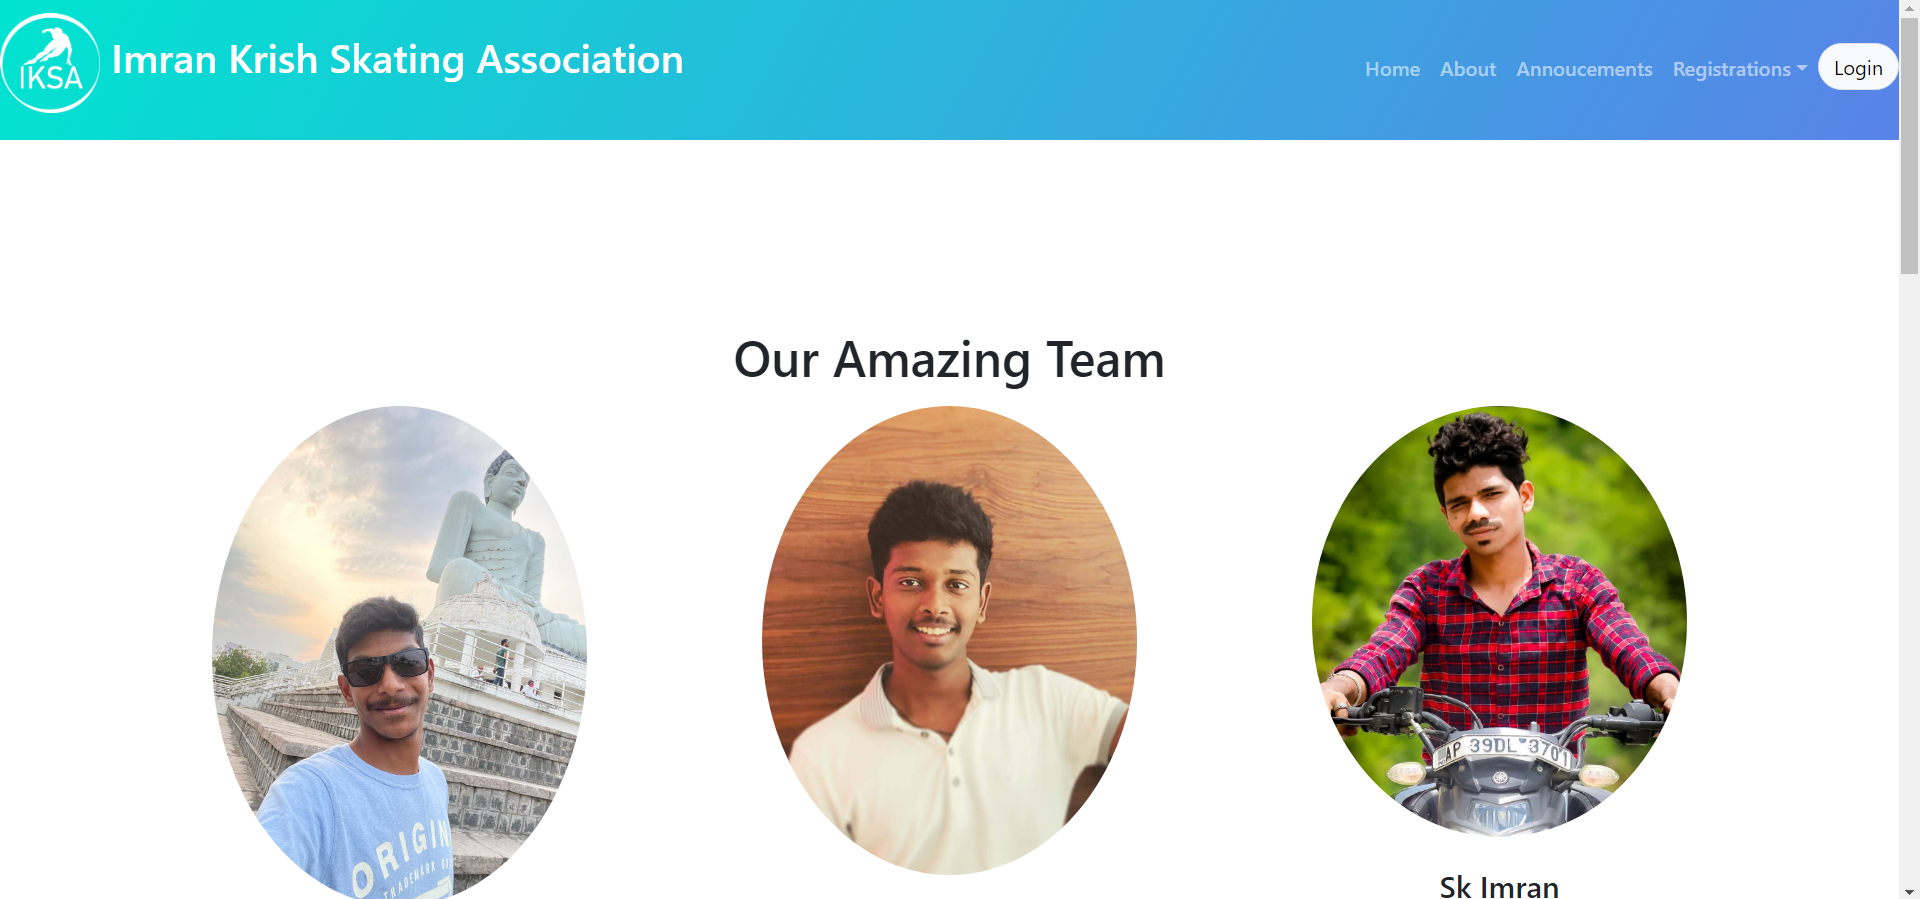 IKSA
Imran Krish Skating Association
Home
About
Annoucements
Registrations
Login
Our Amazing Team
ORIGIN
TRADEMARK
AP 39DL 3701
Sk Imran